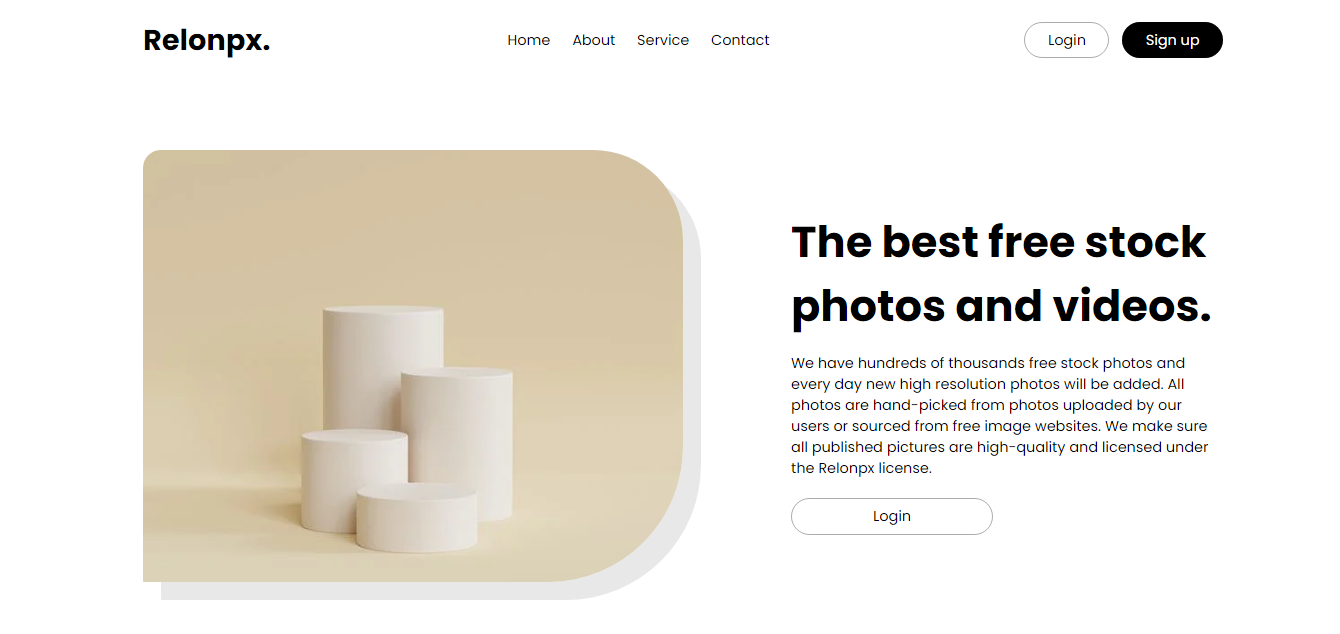 Relonpx.
Home About Service Contact
Login Sign up
The best free stock
photos and videos.
We have hundreds of thousands free stock photos and
every day new high resolution photos will be added. All
photos are hand-picked from photos uploaded by our
users or sourced from free image websites. We make sure
all published pictures are high-quality and licensed under
the Relonpx license.
Login